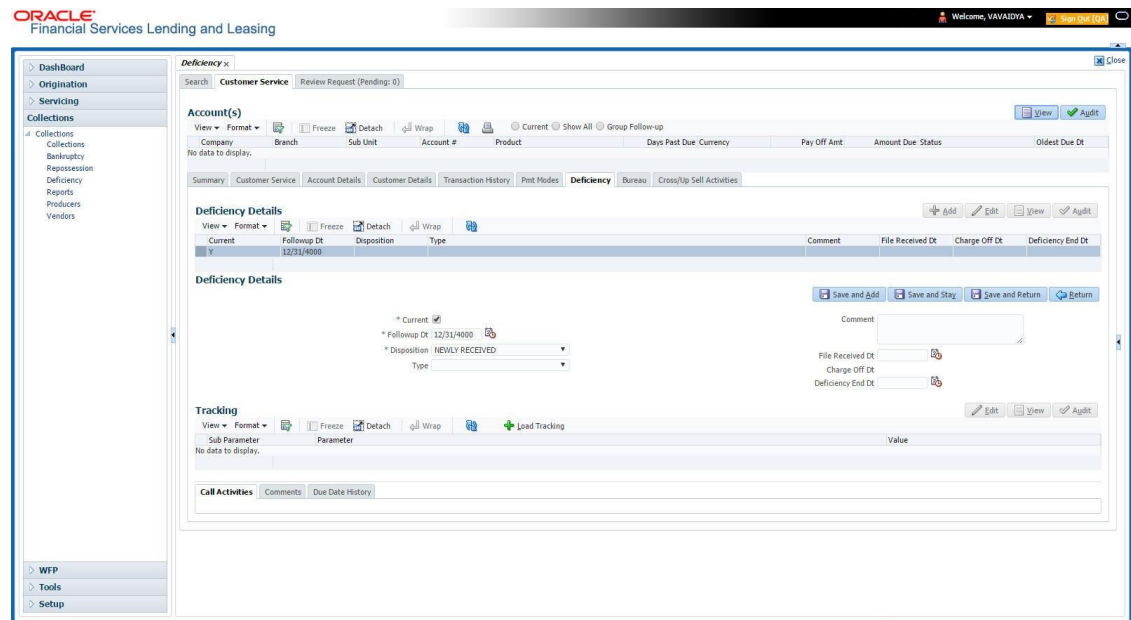 ORACLE
Financial Services Lending and Leasing
Welcome, VAVAIDYA
Sign Out [QA]
DashBoard
Origination
Servicing
Collections
Collections
Collections
Bankruptcy
Repossession
Deficiency
Reports
Producers
Vendors
WFP
Tools
Setup
Deficiency x
Close
Search Customer Service Review Request (Pending: 0)
Account(s)
View Audit
View Format Freeze Detach Wrap Current Show All Group Follow-up
Company Branch Sub Unit Account # Product Days Past Due Currency Pay Off Amt Amount Due Status Oldest Due Dt
No data to display.
Summary Customer Service Account Details Customer Details Transaction History Pmt Modes Deficiency Bureau Cross/Up Sell Activities
Deficiency Details
Add Edit View Audit
View Format Freeze Detach Wrap
Current Followup Dt Disposition Type Comment File Received Dt Charge Off Dt Deficiency End Dt
Y 12/31/4000
Deficiency Details
Save and Add Save and Stay Save and Return Return
* Current
* Followup Dt 12/31/4000
* Disposition NEWLY RECEIVED
Type
Comment
File Received Dt
Charge Off Dt
Deficiency End Dt
Tracking
Edit View Audit
View Format Freeze Detach Wrap Load Tracking
Sub Parameter Parameter Value
No data to display.
Call Activities Comments Due Date History